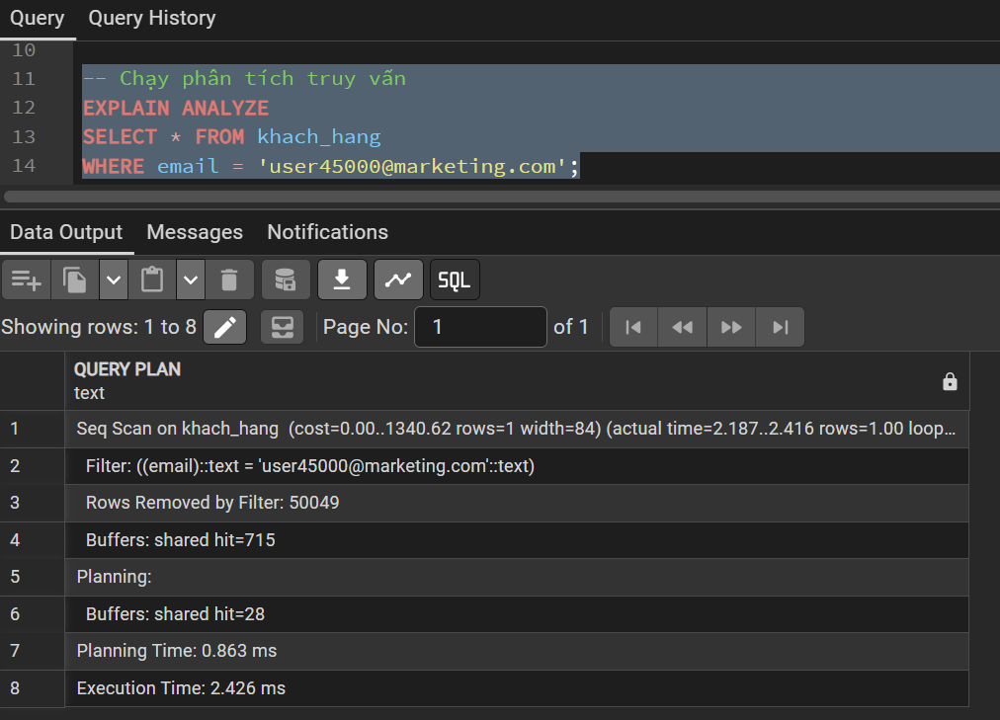 Query Query History
10
11 -- Chạy phân tích truy vấn
12 EXPLAIN ANALYZE
13 SELECT * FROM khach_hang
14 WHERE email = 'user45000@marketing.com';
Data Output Messages Notifications
SQL
Showing rows: 1 to 8 Page No: 1 of 1
QUERY PLAN
text
1 Seq Scan on khach_hang (cost=0.00..1340.62 rows=1 width=84) (actual time=2.187..2.416 rows=1.00 loop...
2 Filter: ((email)::text = 'user45000@marketing.com'::text)
3 Rows Removed by Filter: 50049
4 Buffers: shared hit=715
5 Planning:
6 Buffers: shared hit=28
7 Planning Time: 0.863 ms
8 Execution Time: 2.426 ms